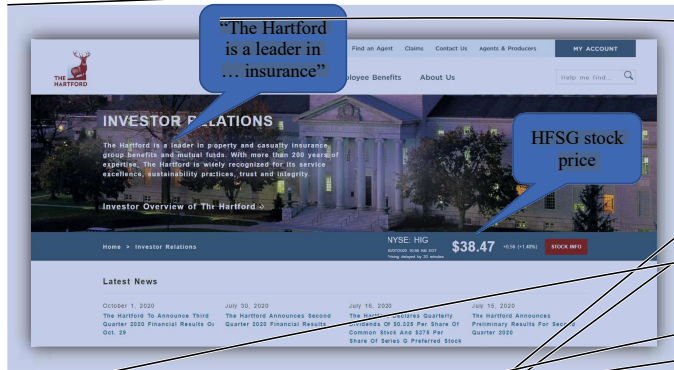 "The Hartford
is a leader in
… insurance"
Find an Agent Claims Contact Us Agents & Producers MY ACCOUNT
THE
HARTFORD
ployee Benefits About Us
Help me find...
INVESTOR RELATIONS
The Hartford is a leader in property and casualty insurance
group benefits and mutual funds. With more than 200 years of
expertise, The Hartford is widely recognized for its service
excellence, sustainability practices, trust and integrity.
HFSG stock
price
Investor Overview of The Hartford
Home > Investor Relations
NYSE: HIG
$38.47 +0.56 (+1.48%) STOCK INFO
Pricing delayed by 20 minutes
Latest News
October 1, 2020
The Hartford To Announce Third
Quarter 2020 Financial Results On
Oct. 29
July 30, 2020
The Hartford Announces Second
Quarter 2020 Financial Results
July 16, 2020
The Hartford Declares Quarterly
Dividends Of $0.325 Per Share Of
Common Stock And $375 Per
Share Of Series G Preferred Stock
July 15, 2020
The Hartford Announces
Preliminary Results For Second
Quarter 2020